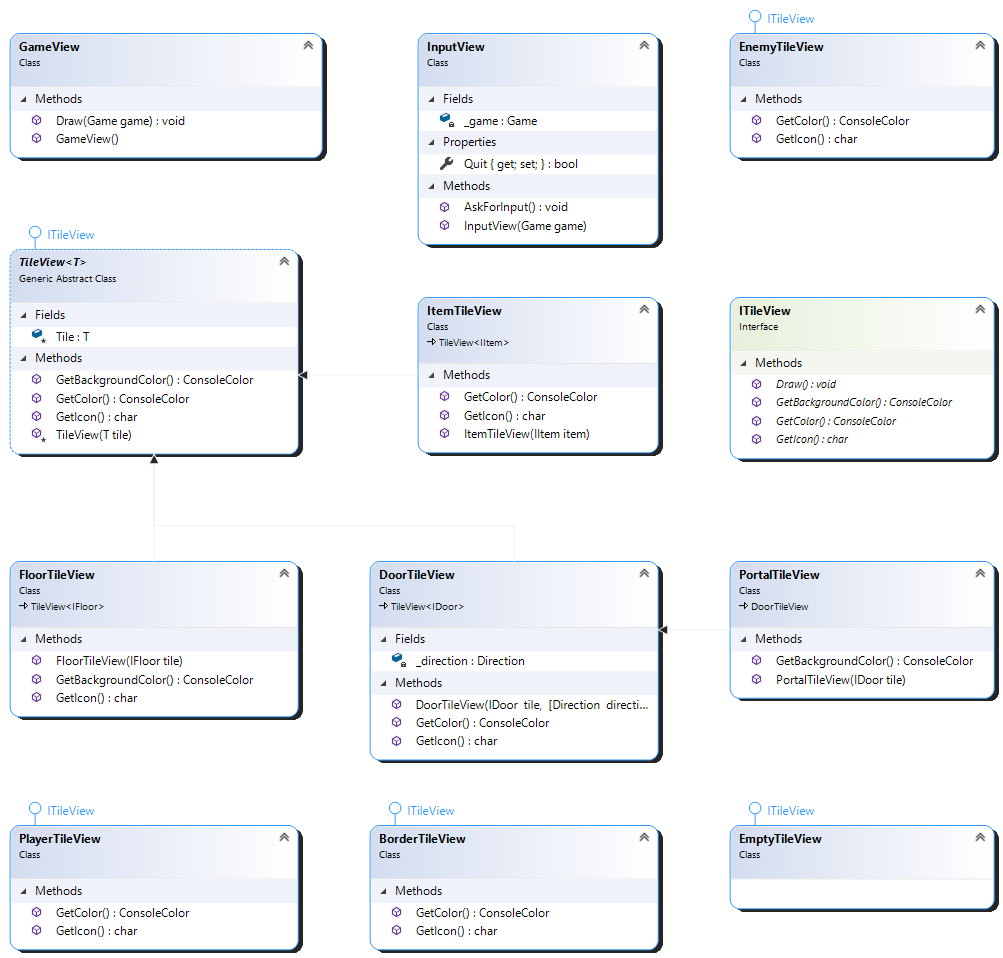 GameView
Class
Methods
Draw(Game game) : void
GameView()
InputView
Class
Fields
_game : Game
Properties
Quit { get; set; } : bool
Methods
AskForInput() : void
InputView(Game game)
ITileView
EnemyTileView
Class
Methods
GetColor() : ConsoleColor
GetIcon() : char
ITileView
TileView<T>
Generic Abstract Class
Fields
Tile : T
Methods
GetBackgroundColor() : ConsoleColor
GetColor() : ConsoleColor
GetIcon() : char
TileView(T tile)
ItemTileView
Class
TileView<IItem>
Methods
GetColor() : ConsoleColor
GetIcon() : char
ItemTileView(IItem item)
ITileView
Interface
Methods
Draw() : void
GetBackgroundColor() : ConsoleColor
GetColor() : ConsoleColor
GetIcon() : char
FloorTileView
Class
TileView<IFloor>
Methods
FloorTileView(IFloor tile)
GetBackgroundColor() : ConsoleColor
GetIcon() : char
DoorTileView
Class
TileView<IDoor>
Fields
_direction : Direction
Methods
DoorTileView(IDoor tile, [Direction directi...
GetColor() : ConsoleColor
GetIcon() : char
PortalTileView
Class
DoorTileView
Methods
GetBackgroundColor() : ConsoleColor
PortalTileView(IDoor tile)
ITileView
PlayerTileView
Class
Methods
GetColor() : ConsoleColor
GetIcon() : char
ITileView
BorderTileView
Class
Methods
GetColor() : ConsoleColor
GetIcon() : char
ITileView
EmptyTileView
Class